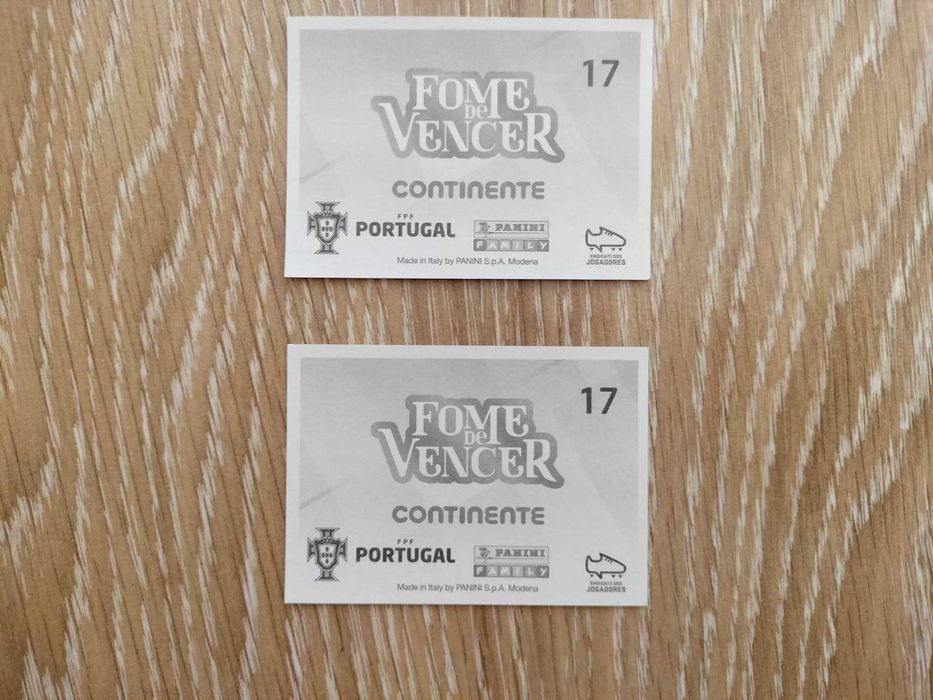 17
FOME
De
VENCER
CONTINENTE
FPF
PORTUGAL
PANINI
FAMILY
SINDICATO DOS
JOGADORES
Made in Italy by PANINI S.p.A. Modena
17
FOME
De
VENCER
CONTINENTE
FPF
PORTUGAL
PANINI
FAMILY
SINDICATO DOS
JOGADORES
Made in Italy by PANINI S.p.A. Modena